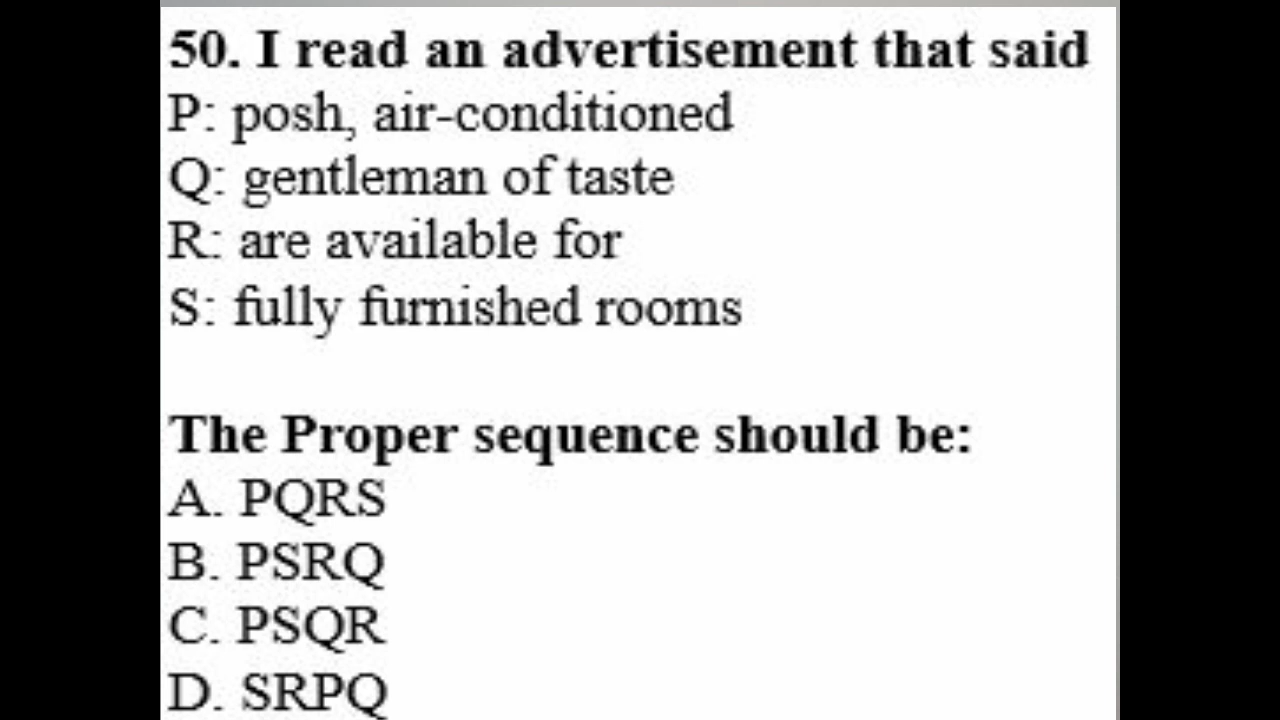 50. I read an advertisement that said
P: posh, air-conditioned
Q: gentleman of taste
R: are available for
S: fully furnished rooms
The Proper sequence should be:
A. PQRS
B. PSRQ
C. PSQR
D. SRPQ